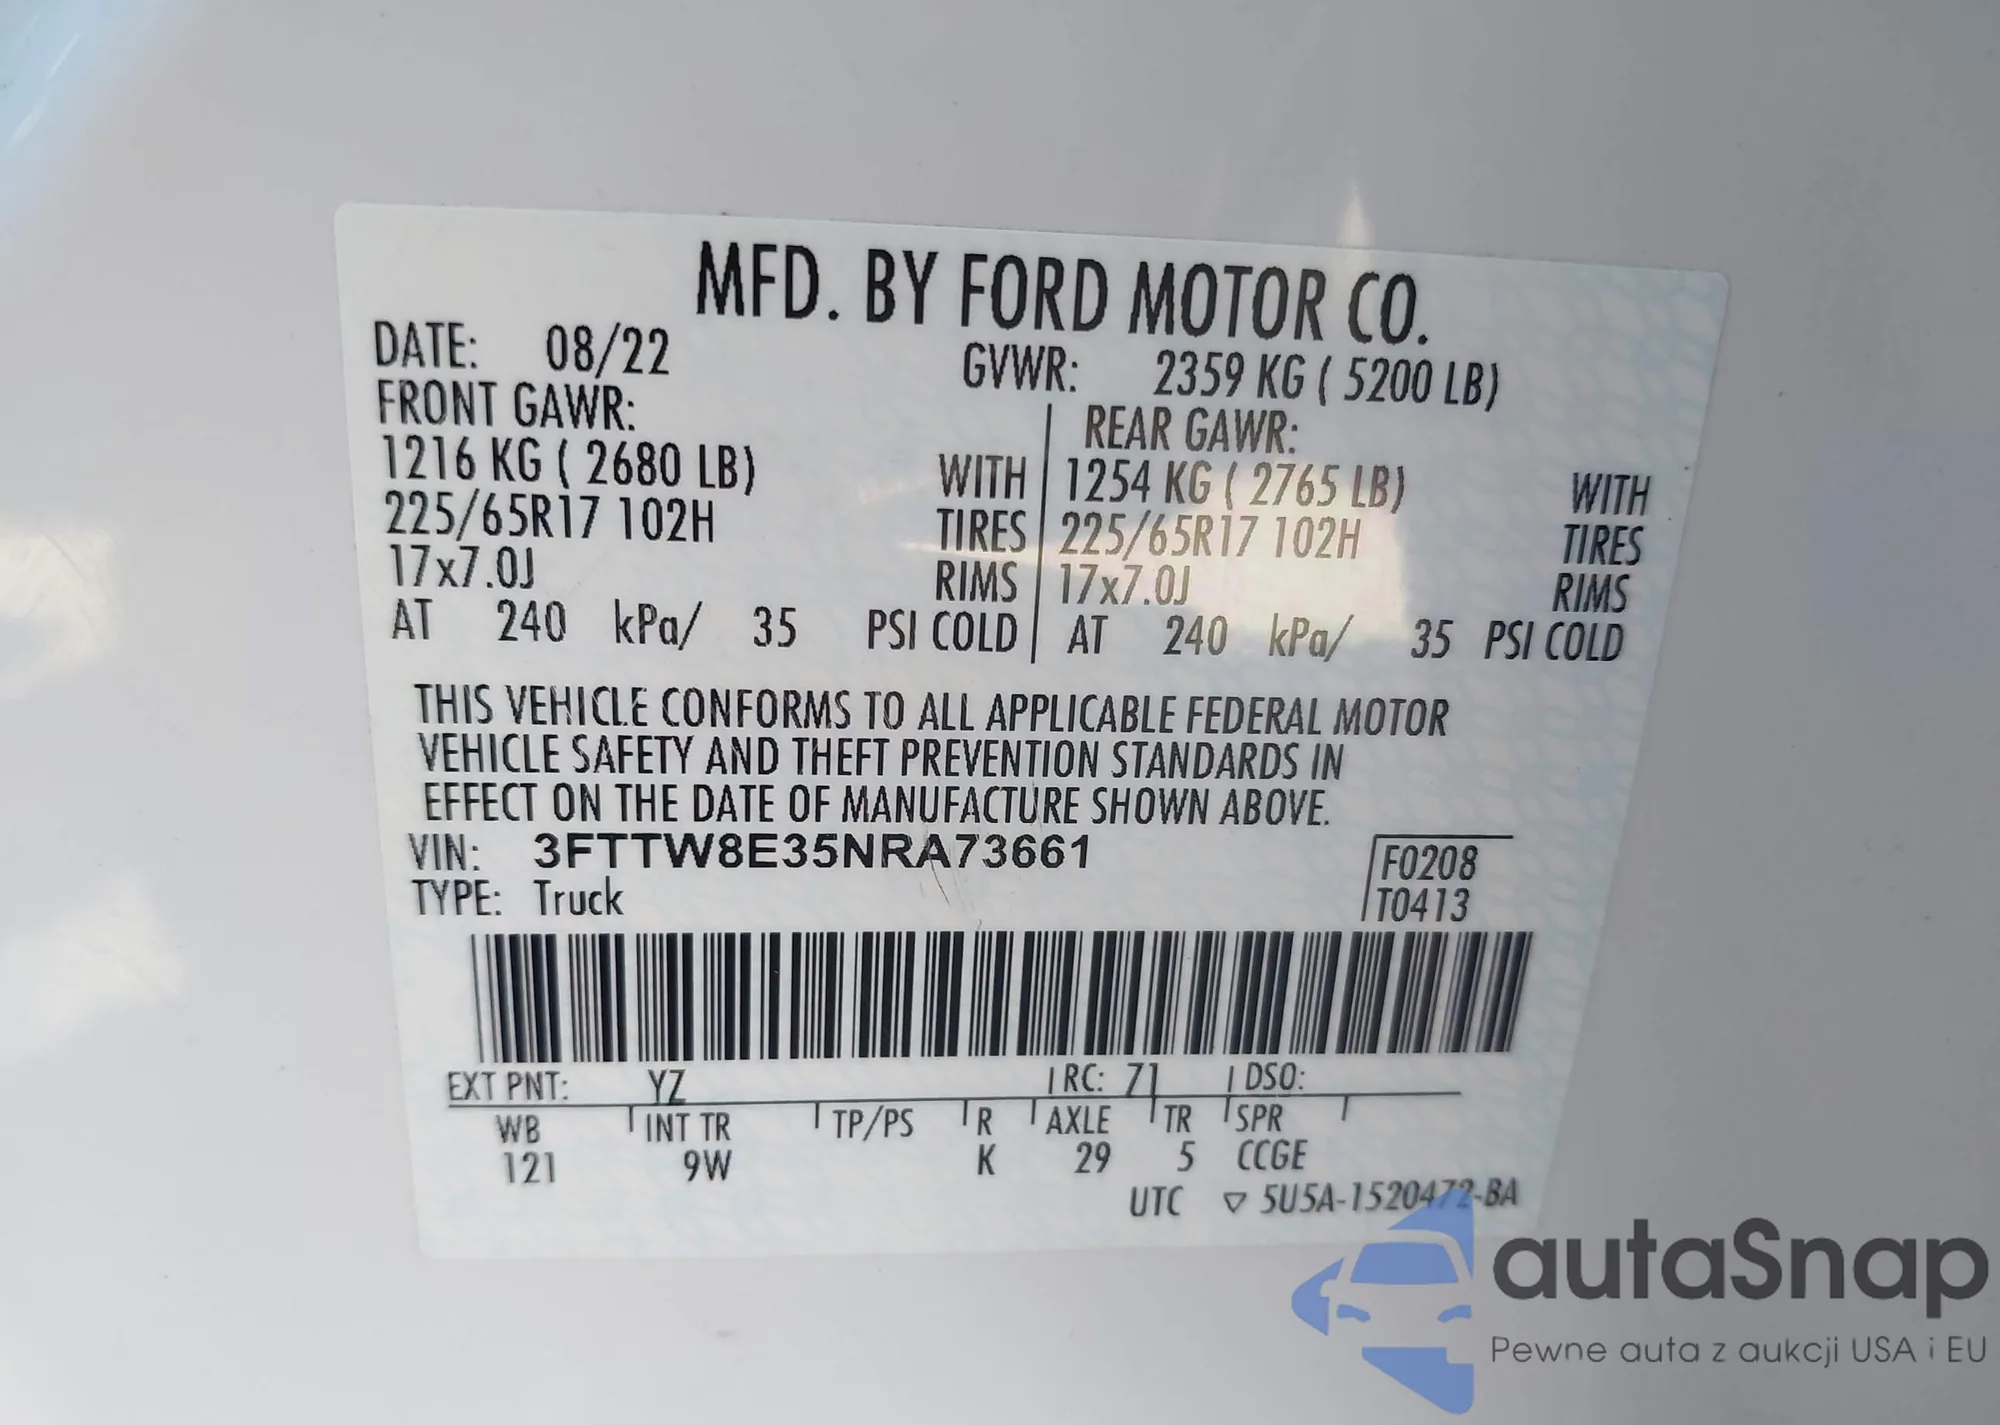 MFD. BY FORD MOTOR CO.
DATE: 08/22 GVWR: 2359 KG ( 5200 LB)
FRONT GAWR: REAR GAWR:
1216 KG ( 2680 LB) WITH 1254 KG ( 2765 LB) WITH
225/65R17 102H TIRES 225/65R17 102H TIRES
17x7.0J RIMS 17x7.0J RIMS
AT 240 kPa/ 35 PSI COLD AT 240 kPa/ 35 PSI COLD
THIS VEHICLE CONFORMS TO ALL APPLICABLE FEDERAL MOTOR
VEHICLE SAFETY AND THEFT PREVENTION STANDARDS IN
EFFECT ON THE DATE OF MANUFACTURE SHOWN ABOVE.
VIN: 3FTTW8E35NRA73661 F0208
TYPE: Truck T0413
EXT PNT: YZ RC: 71 DSO:
WB INT TR TP/PS R AXLE TR SPR
121 9W K 29 5 CCGE
UTC ▽ 5U5A-1520472-BA
autaSnap
Pewne auta z aukcji USA i EU